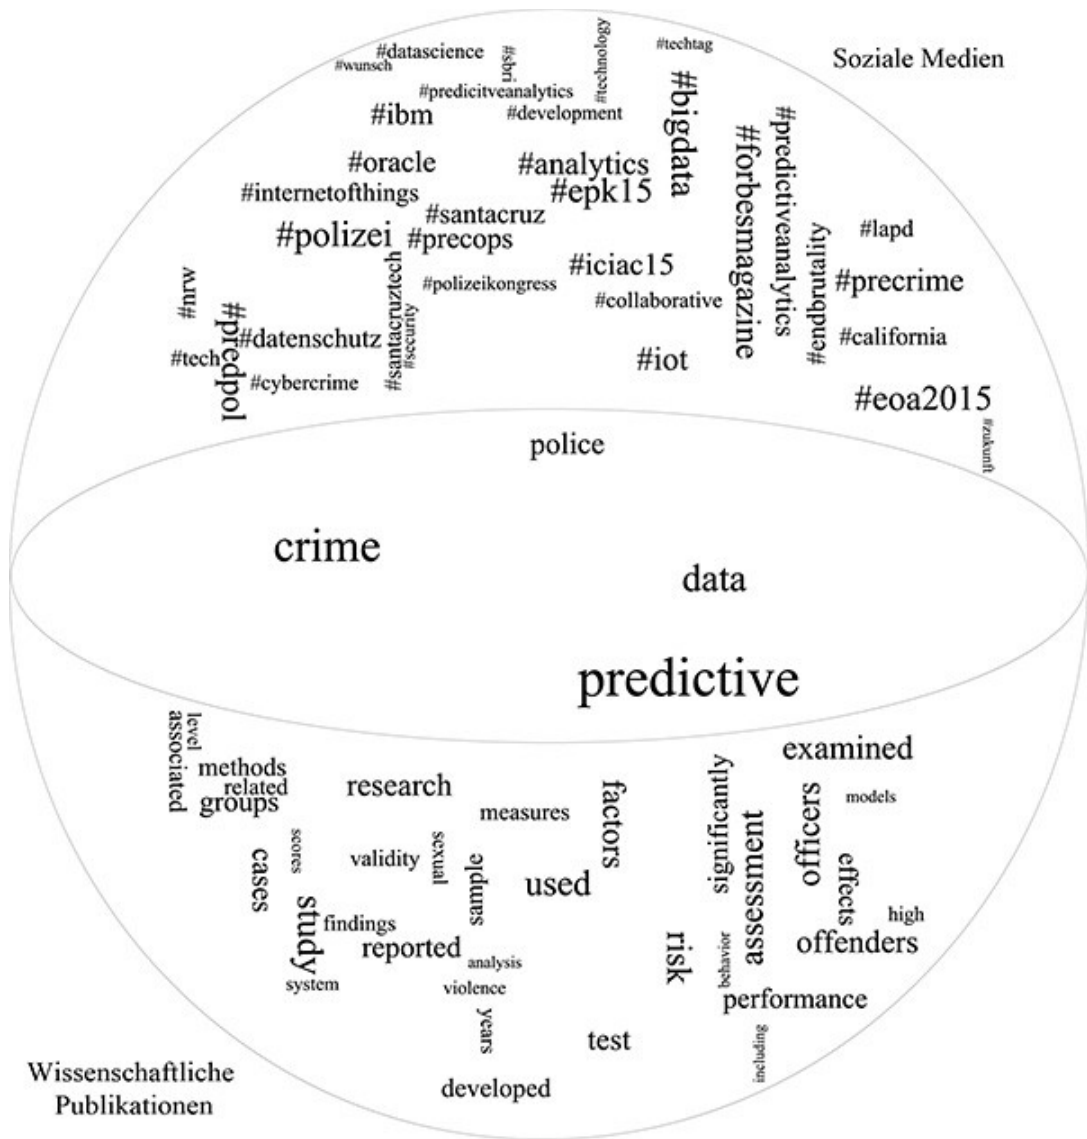 #datascience
#wunsch
#sbri
#technology
#techtag
Soziale Medien
#predicitveanalytics
#ibm
#development
#bigdata
#predictiveanalytics
#forbesmagazine
#oracle
#analytics
#internetofthings
#epk15
#santacruz
#polizei
#precops
#endbrutality
#lapd
#iciac15
#nrw
#santacruztech
#security
#polizeikongress
#precrime
#collaborative
#predpol
#datenschutz
#california
#tech
#iot
#cybercrime
#eoa2015
#zukunft
police
crime
data
predictive
level
associated
methods
related
groups
research
measures
factors
significantly
examined
assessment
officers
models
scores
cases
validity
sexual
sample
used
effects
study
findings
reported
high
offenders
risk
behavior
analysis
system
violence
performance
years
test
including
developed
Wissenschaftliche
Publikationen